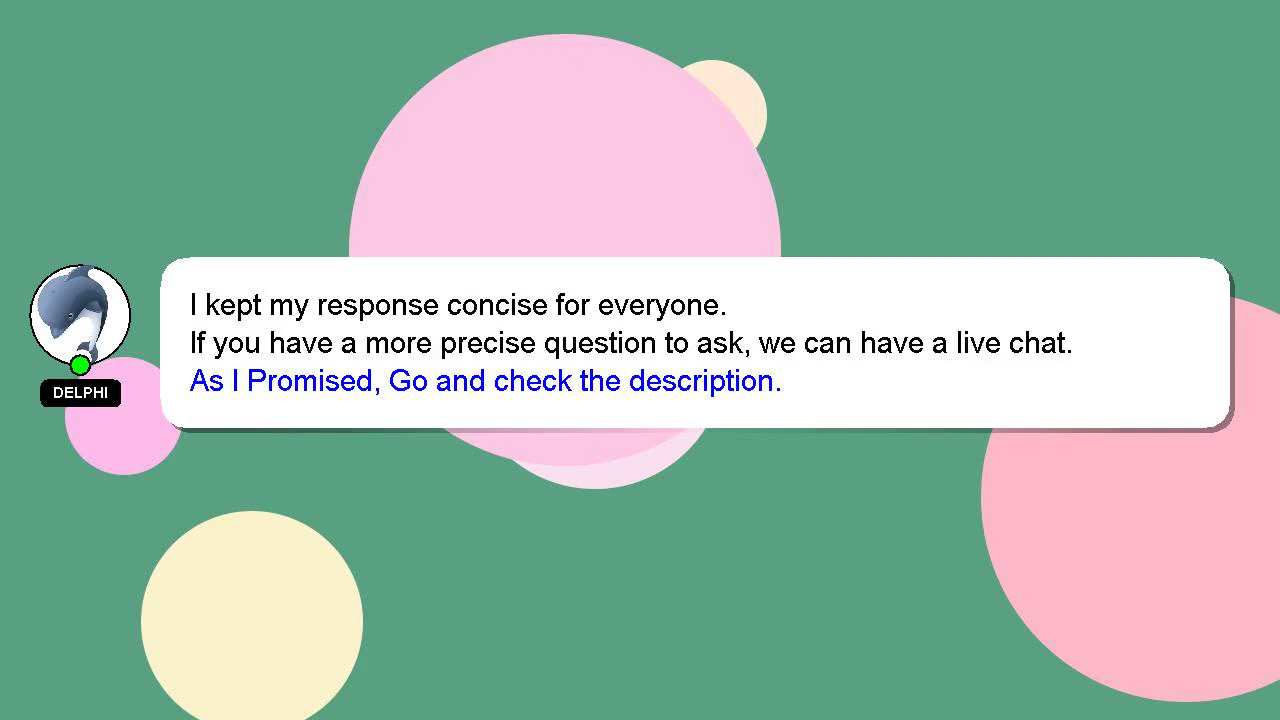 I kept my response concise for everyone.
If you have a more precise question to ask, we can have a live chat.
As I Promised, Go and check the description.
DELPHI